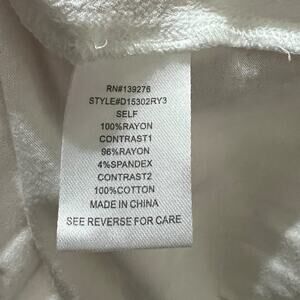 RN#139276
STYLE#D15302RY3
SELF
100%RAYON
CONTRAST1
96%RAYON
4%SPANDEX
CONTRAST2
100%COTTON
MADE IN CHINA
SEE REVERSE FOR CARE